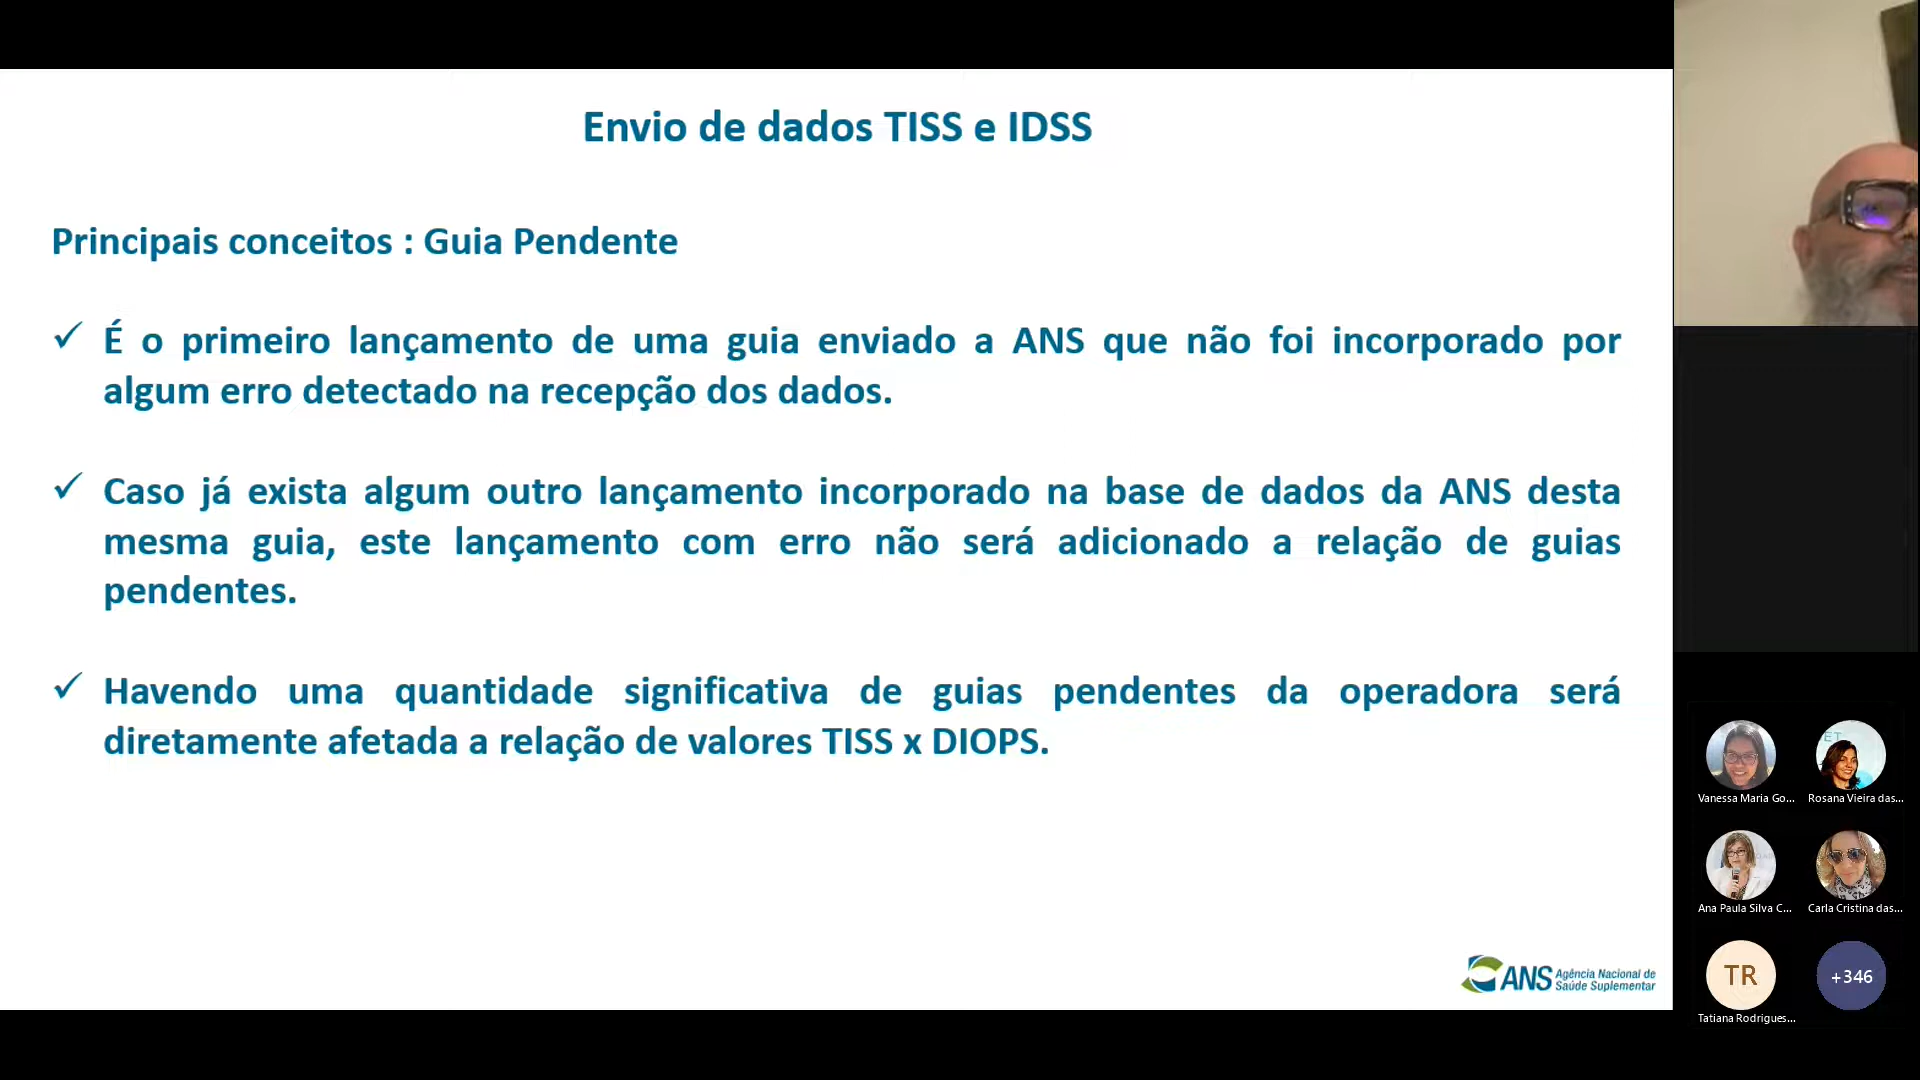 Envio de dados TISS e IDSS
Principais conceitos : Guia Pendente
✓ É o primeiro lançamento de uma guia enviado a ANS que não foi incorporado por
algum erro detectado na recepção dos dados.
✓ Caso já exista algum outro lançamento incorporado na base de dados da ANS desta
mesma guia, este lançamento com erro não será adicionado a relação de guias
pendentes.
✓ Havendo uma quantidade significativa de guias pendentes da operadora será
diretamente afetada a relação de valores TISS x DIOPS.
ANS Agência Nacional de
Saúde Suplementar
ET
Vanessa Maria Go...
Rosana Vieira das...
Ana Paula Silva C...
Carla Cristina das...
TR
+346
Tatiana Rodrigues...